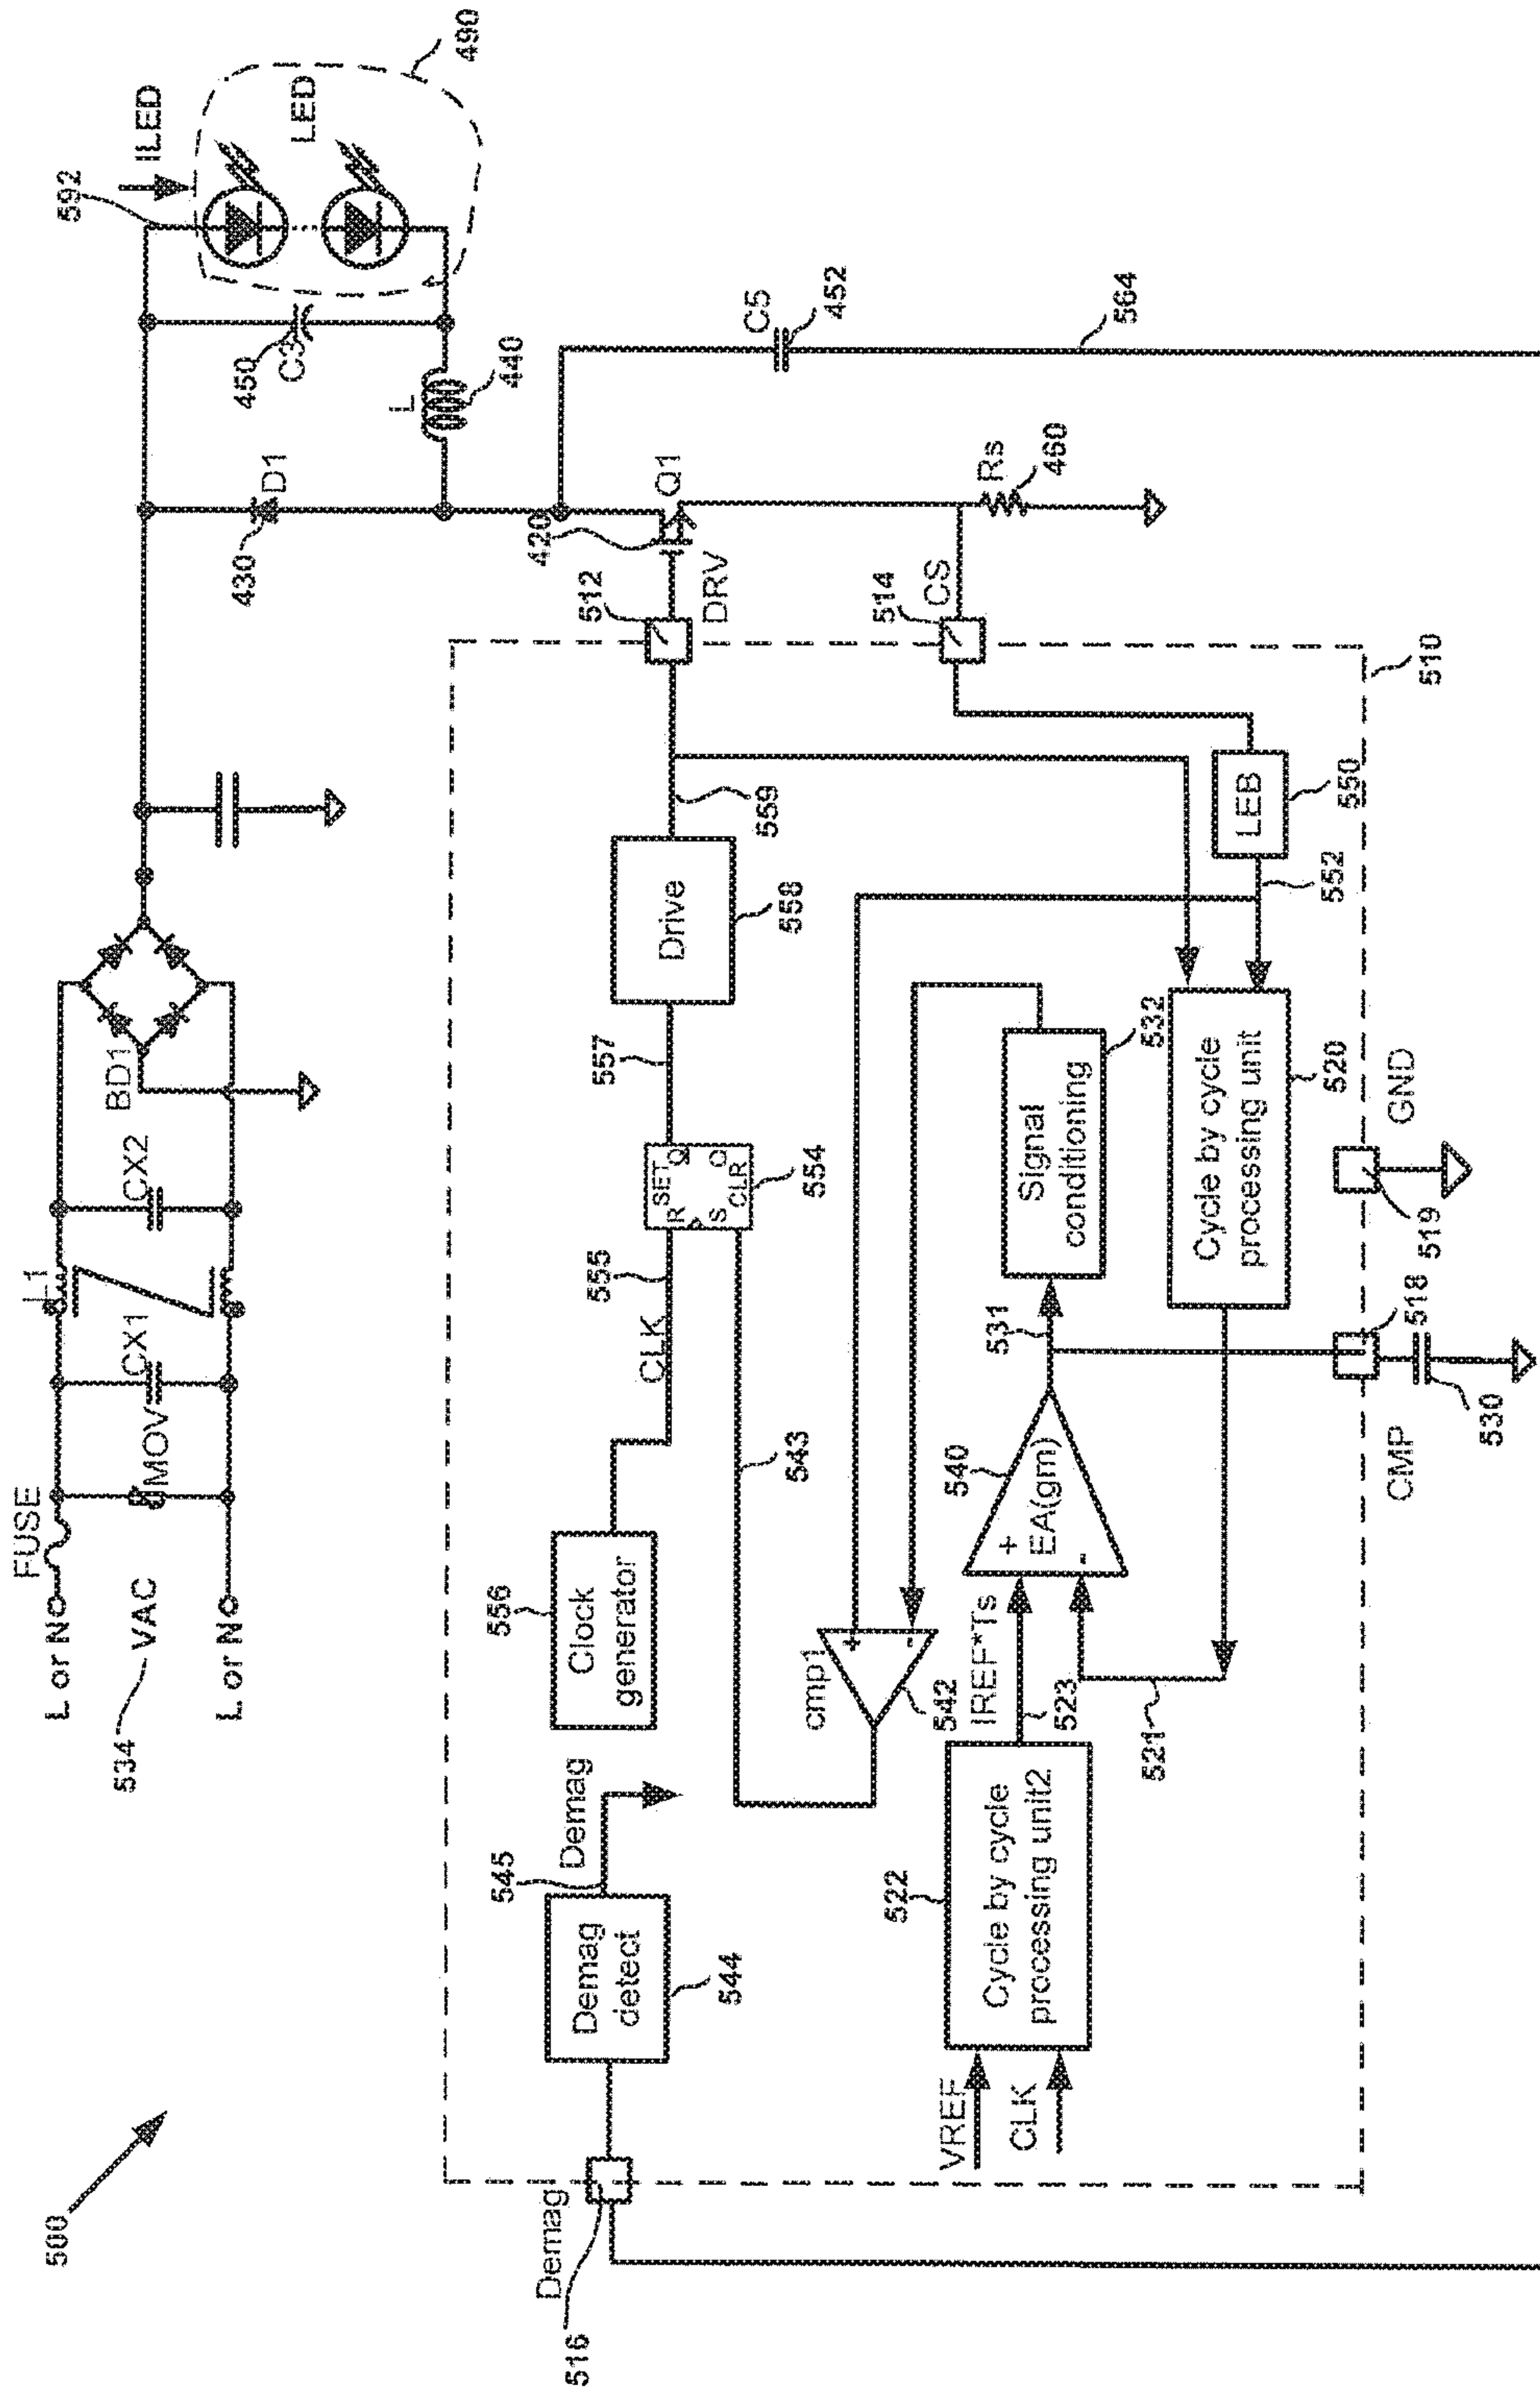 500
534
VAC
L or N
L or N
FUSE
MOV
CX1
L1
CX2
BD1
430
D1
450
C3
L
440
592
ILED
LED
490
420
Q1
512
DRV
514
CS
Rs
460
C5
452
564
516
Demag
Demag
detect
544
545
Demag
556
Clock
generator
CLK
555
R
SET
Q
S
CLR
Q
554
557
Drive
558
559
543
cmp1
+
-
542
VREF
CLK
522
Cycle by cycle
processing unit2
IREF*Ts
523
521
+
-
EA(gm)
540
531
Signal
conditioning
532
Cycle by cycle
processing unit
520
LEB
550
552
510
CMP
518
530
519
GND